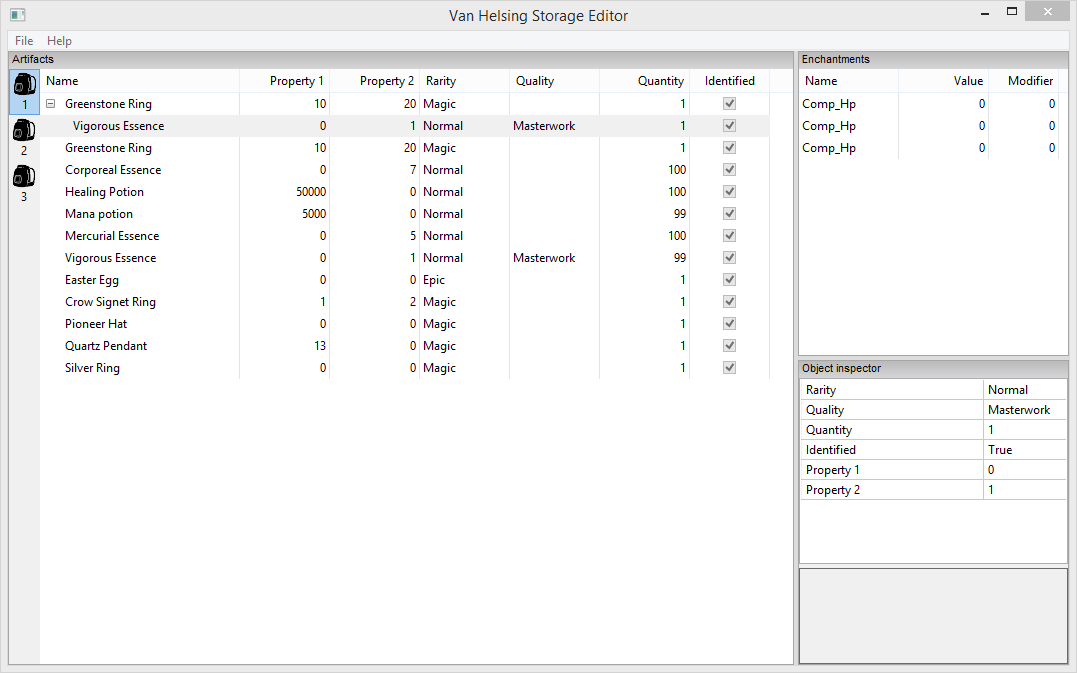 Van Helsing Storage Editor
File Help
Artifacts
1
2
3
Name Property 1 Property 2 Rarity Quality Quantity Identified
Greenstone Ring 10 20 Magic 1
Vigorous Essence 0 1 Normal Masterwork 1
Greenstone Ring 10 20 Magic 1
Corporeal Essence 0 7 Normal 100
Healing Potion 50000 0 Normal 100
Mana potion 5000 0 Normal 99
Mercurial Essence 0 5 Normal 100
Vigorous Essence 0 1 Normal Masterwork 99
Easter Egg 0 0 Epic 1
Crow Signet Ring 1 2 Magic 1
Pioneer Hat 0 0 Magic 1
Quartz Pendant 13 0 Magic 1
Silver Ring 0 0 Magic 1
Enchantments
Name Value Modifier
Comp_Hp 0 0
Comp_Hp 0 0
Comp_Hp 0 0
Object inspector
Rarity Normal
Quality Masterwork
Quantity 1
Identified True
Property 1 0
Property 2 1